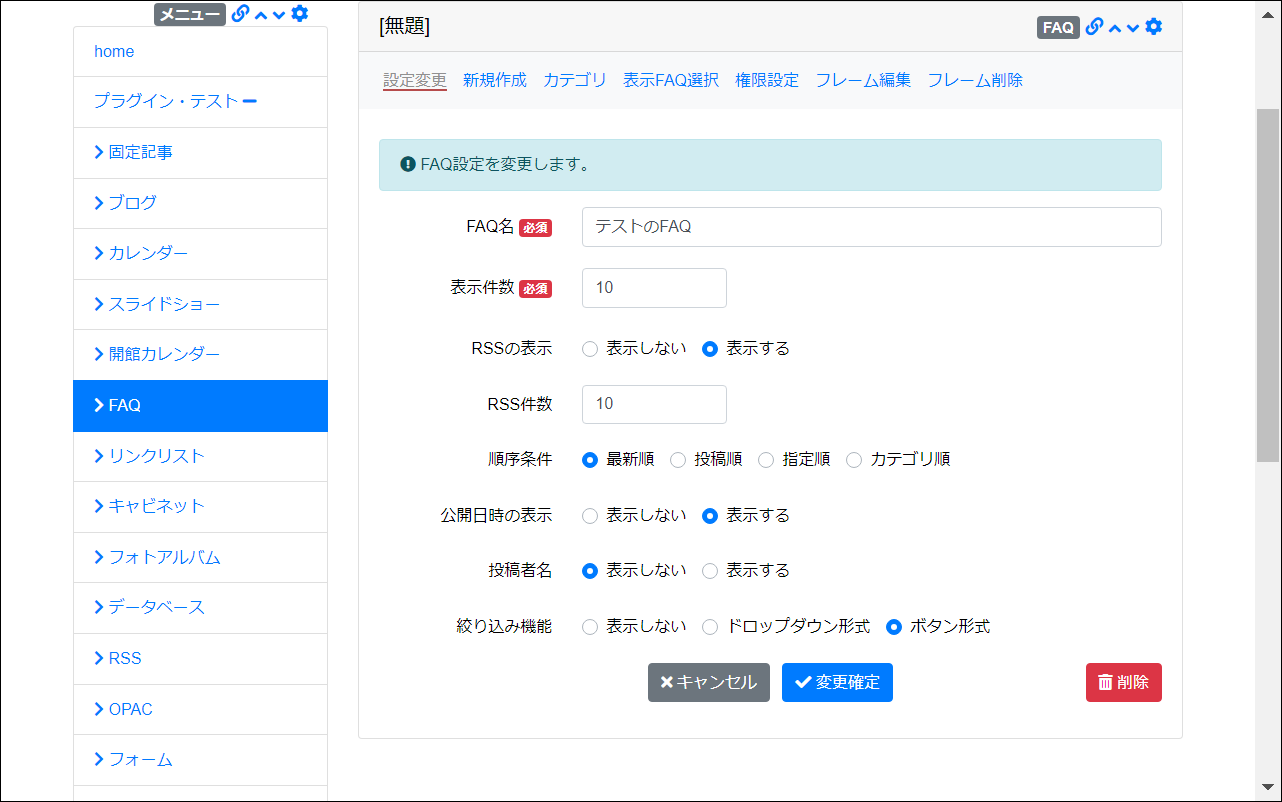 メニュー
home
プラグイン・テスト
固定記事
ブログ
カレンダー
スライドショー
開館カレンダー
FAQ
リンクリスト
キャビネット
フォトアルバム
データベース
RSS
OPAC
フォーム
[無題]
FAQ
設定変更 新規作成 カテゴリ 表示FAQ選択 権限設定 フレーム編集 フレーム削除
FAQ設定を変更します。
FAQ名 必須 テストのFAQ
表示件数 必須 10
RSSの表示 表示しない 表示する
RSS件数 10
順序条件 最新順 投稿順 指定順 カテゴリ順
公開日時の表示 表示しない 表示する
投稿者名 表示しない 表示する
絞り込み機能 表示しない ドロップダウン形式 ボタン形式
キャンセル 変更確定 削除